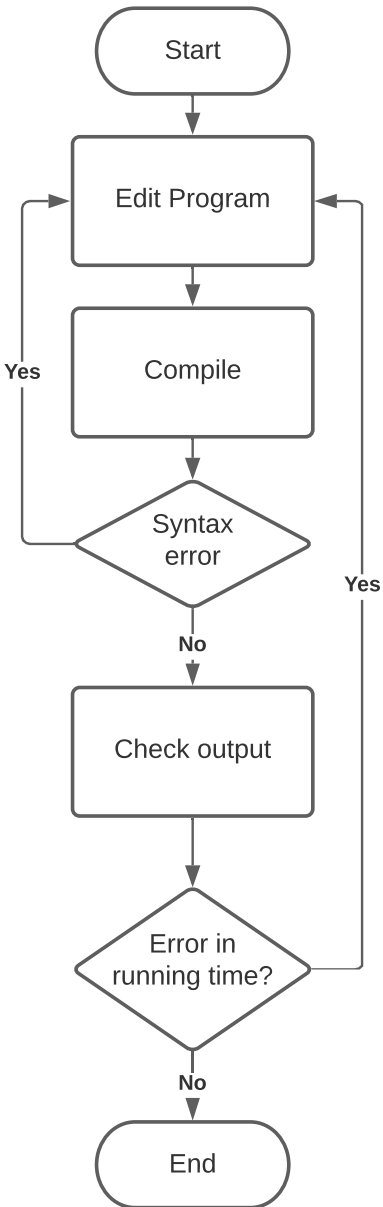 Start
Edit Program
Yes
Compile
Syntax
error
Yes
No
Check output
Error in
running time?
No
End